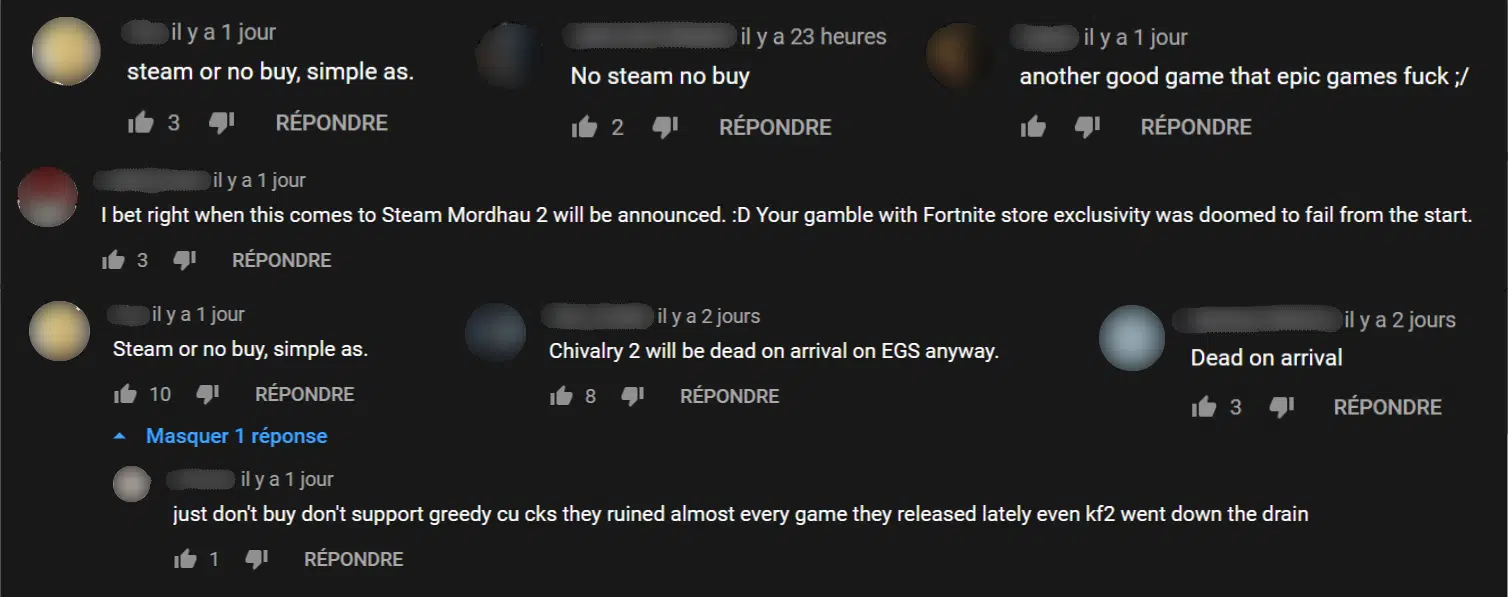 il y a 1 jour
steam or no buy, simple as.
3 RÉPONDRE
il y a 23 heures
No steam no buy
2 RÉPONDRE
il y a 1 jour
another good game that epic games fuck ;/
RÉPONDRE
il y a 1 jour
I bet right when this comes to Steam Mordhau 2 will be announced. :D Your gamble with Fortnite store exclusivity was doomed to fail from the start.
3 RÉPONDRE
il y a 1 jour
Steam or no buy, simple as.
10 RÉPONDRE
Masquer 1 réponse
il y a 1 jour
just don't buy don't support greedy cu cks they ruined almost every game they released lately even kf2 went down the drain
1 RÉPONDRE
il y a 2 jours
Chivalry 2 will be dead on arrival on EGS anyway.
8 RÉPONDRE
il y a 2 jours
Dead on arrival
3 RÉPONDRE